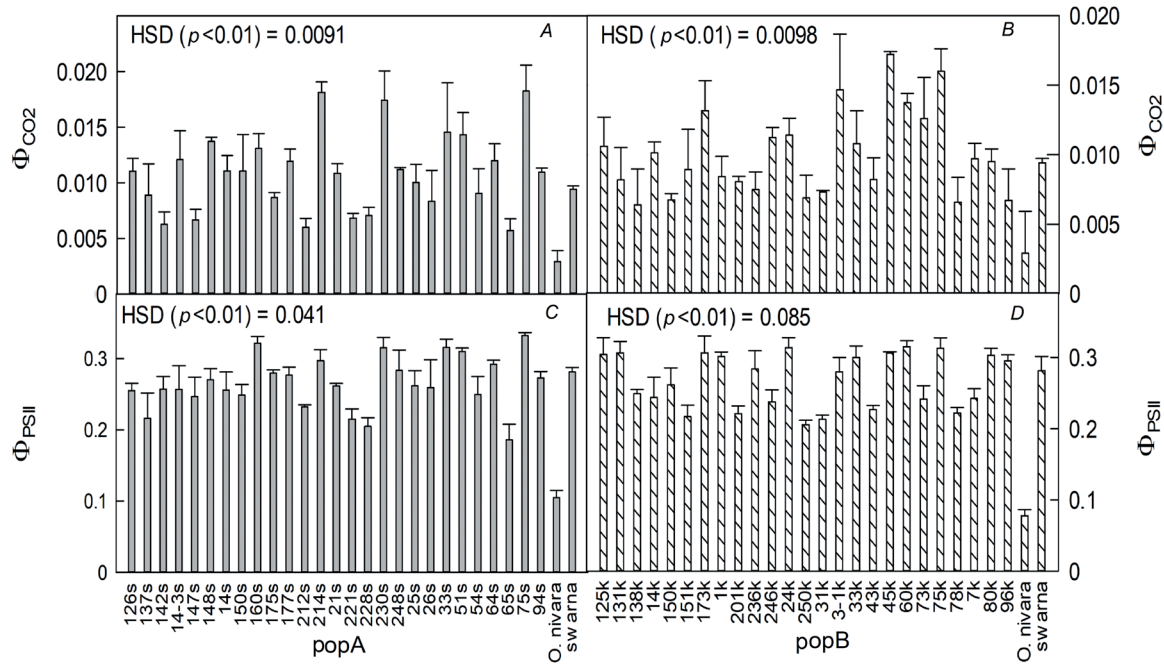 HSD (p<0.01) = 0.0091
A
HSD (p<0.01) = 0.0098
B
0.020
0.015
0.010
0.005
0
ΦCO2
0.020
0.015
0.010
0.005
0
ΦCO2
HSD (p<0.01) = 0.041
C
HSD (p<0.01) = 0.085
D
0.3
0.2
0.1
0
ΦPSII
0.3
0.2
0.1
0
ΦPSII
126s
137s
142s
14-3s
147s
148s
14s
150s
160s
175s
177s
212s
214s
21s
221s
228s
230s
248s
25s
26s
33s
51s
54s
64s
65s
75s
94s
O. nivara
sw arna
popA
125k
131k
138k
14k
150k
151k
173k
1k
201k
236k
246k
24k
250k
31k
3-1k
33k
43k
45k
60k
73k
75k
78k
7k
80k
96k
O. nivara
sw arna
popB